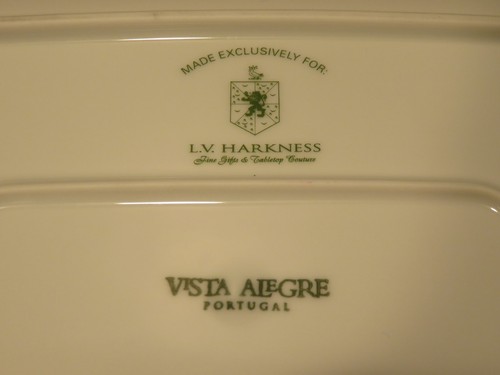 MADE EXCLUSIVELY FOR:
L.V. HARKNESS
Fine Gifts & Tabletop Couture
VISTA ALEGRE
PORTUGAL